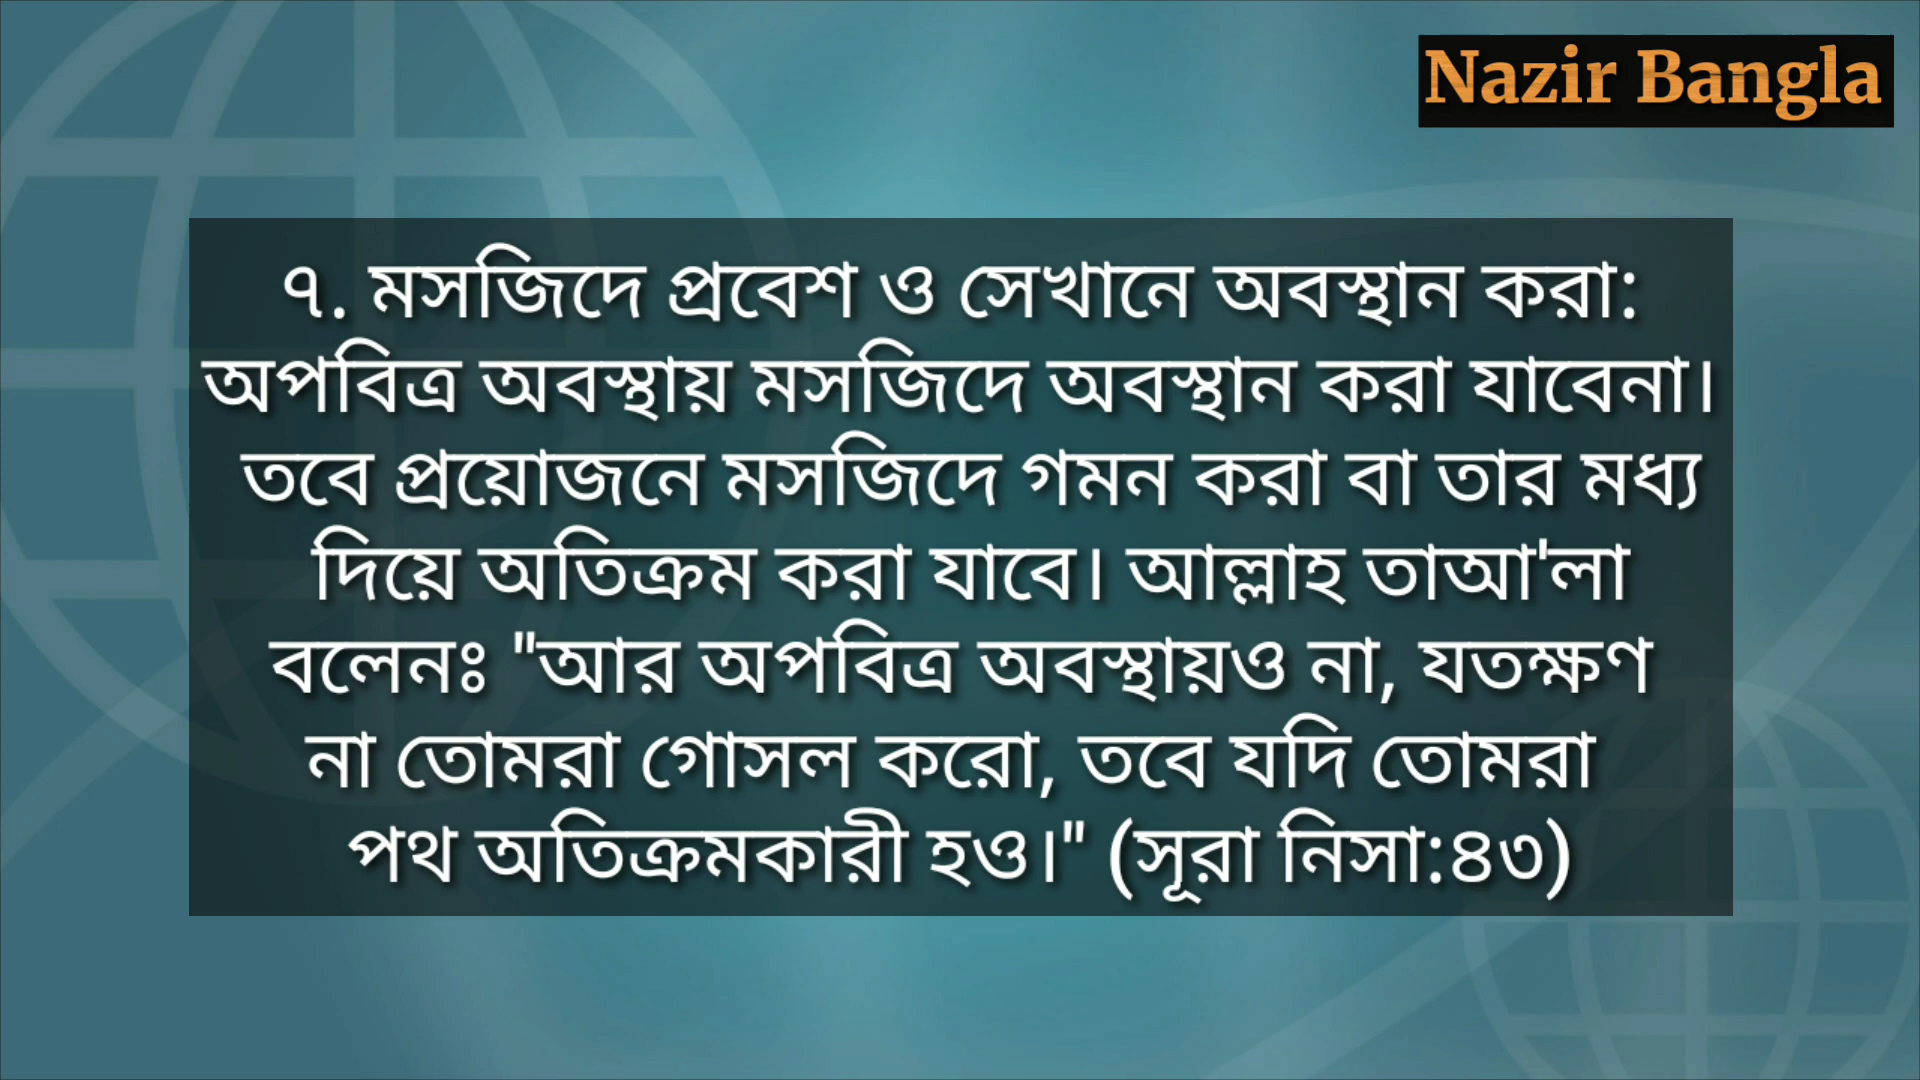 Nazir Bangla
৭. মসজিদে প্রবেশ ও সেখানে অবস্থান করা:
অপবিত্র অবস্থায় মসজিদে অবস্থান করা যাবেনা।
তবে প্রয়োজনে মসজিদে গমন করা বা তার মধ্য
দিয়ে অতিক্রম করা যাবে। আল্লাহ তাআ'লা
বলেনঃ "আর অপবিত্র অবস্থায়ও না, যতক্ষণ
না তোমরা গোসল করো, তবে যদি তোমরা
পথ অতিক্রমকারী হও।" (সূরা নিসা:৪৩)